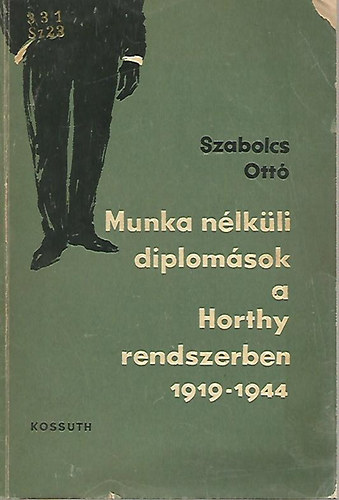 331
Sz23
Szabolcs
Ottó
Munka nélküli
diplomások
a
Horthy
rendszerben
1919-1944
KOSSUTH